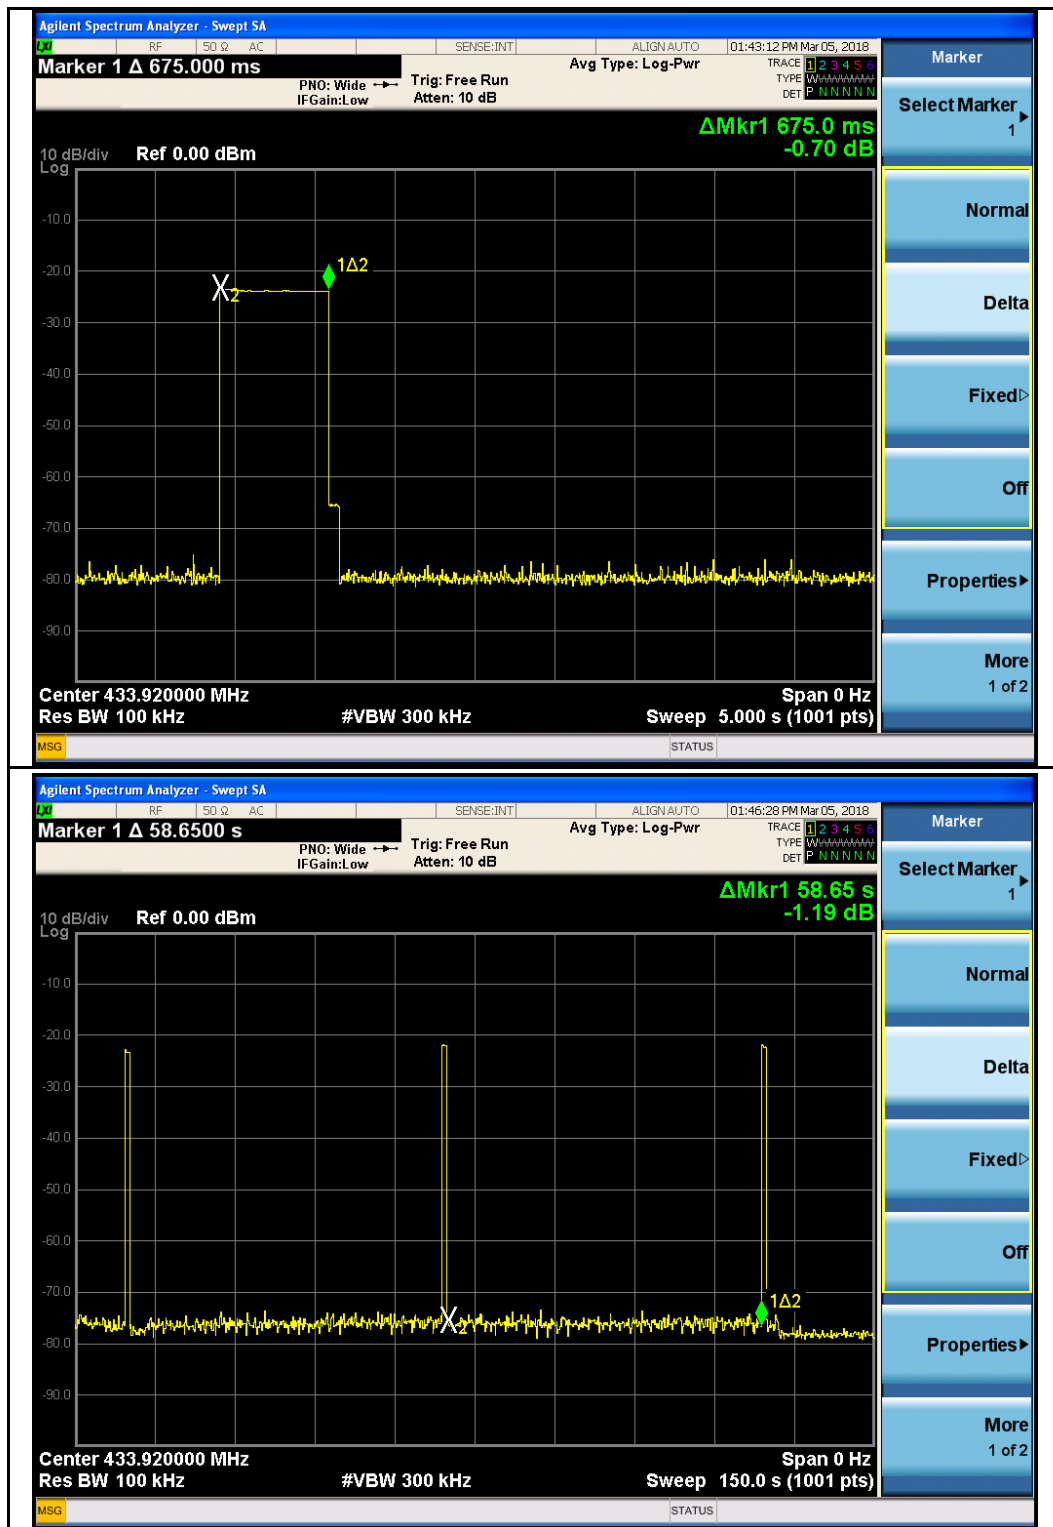 Agilent Spectrum Analyzer - Swept SA
LXI RF 50 Ω AC SENSE:INT ALIGN AUTO 01:43:12 PM Mar 05, 2018
Marker 1 Δ 675.000 ms
PNO: Wide
IFGain:Low
Trig: Free Run
Atten: 10 dB
Avg Type: Log-Pwr
TRACE 1 2 3 4 5 6
TYPE W
DET P N N N N N
ΔMkr1 675.0 ms
-0.70 dB
10 dB/div Ref 0.00 dBm
Log
-10.0
-20.0
-30.0
-40.0
-50.0
-60.0
-70.0
-80.0
-90.0
1Δ2
X2
Center 433.920000 MHz Span 0 Hz
Res BW 100 kHz #VBW 300 kHz Sweep 5.000 s (1001 pts)
MSG STATUS
Marker
Select Marker
1
Normal
Delta
Fixed
Off
Properties
More
1 of 2
Agilent Spectrum Analyzer - Swept SA
LXI RF 50 Ω AC SENSE:INT ALIGN AUTO 01:46:28 PM Mar 05, 2018
Marker 1 Δ 58.6500 s
PNO: Wide
IFGain:Low
Trig: Free Run
Atten: 10 dB
Avg Type: Log-Pwr
TRACE 1 2 3 4 5 6
TYPE W
DET P N N N N N
ΔMkr1 58.65 s
-1.19 dB
10 dB/div Ref 0.00 dBm
Log
-10.0
-20.0
-30.0
-40.0
-50.0
-60.0
-70.0
-80.0
-90.0
1Δ2
X2
Center 433.920000 MHz Span 0 Hz
Res BW 100 kHz #VBW 300 kHz Sweep 150.0 s (1001 pts)
MSG STATUS
Marker
Select Marker
1
Normal
Delta
Fixed
Off
Properties
More
1 of 2